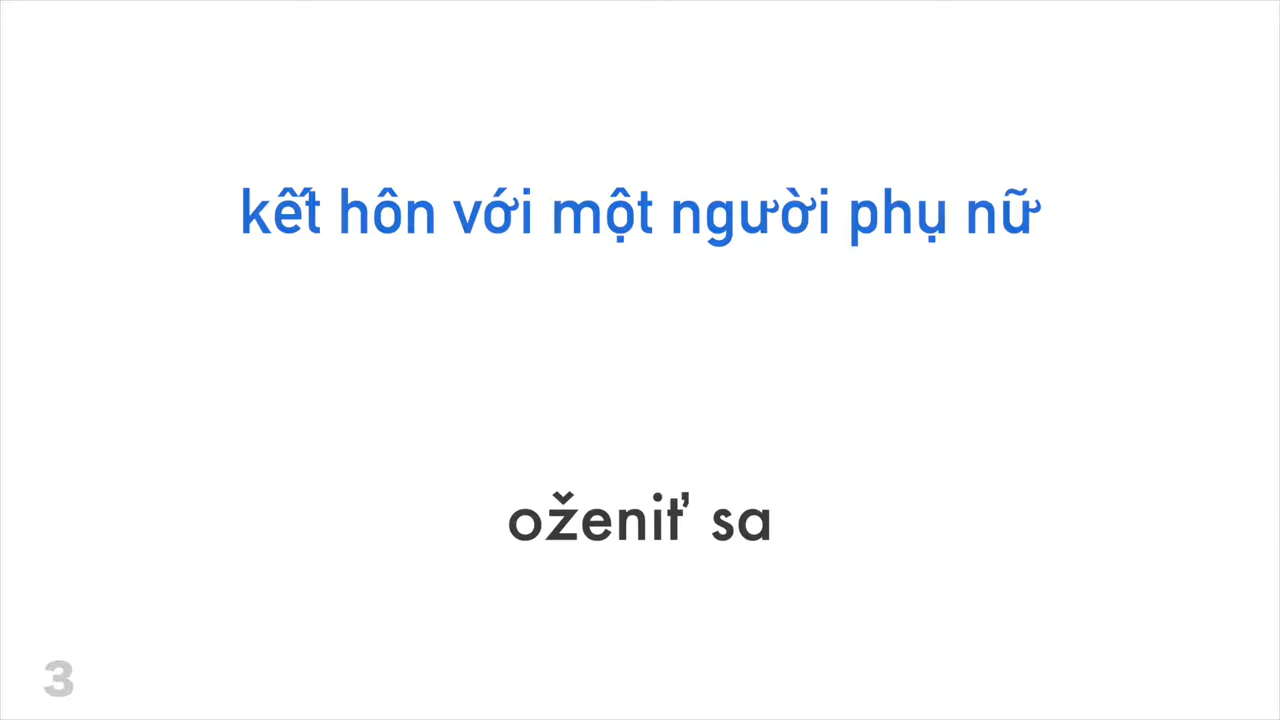 kết hôn với một người phụ nữ
oženiť sa
3